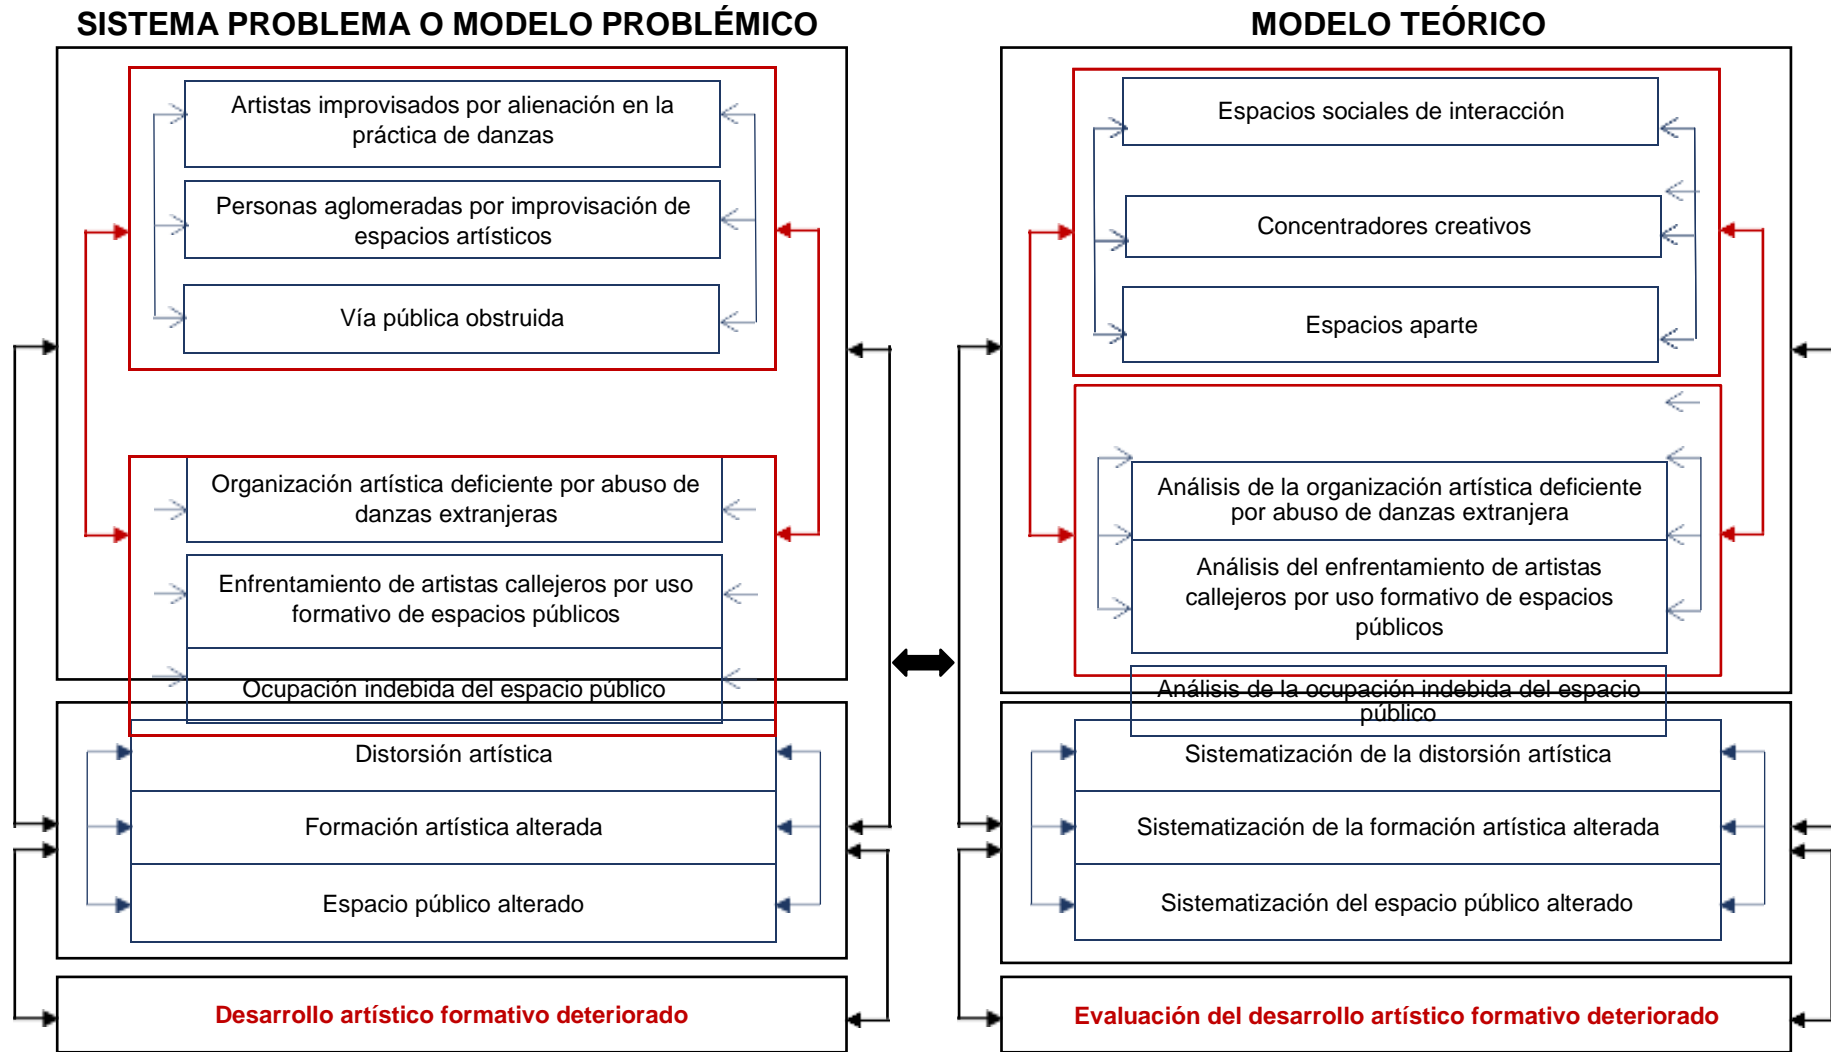 SISTEMA PROBLEMA O MODELO PROBLÉMICO
Artistas improvisados por alienación en la
práctica de danzas
Personas aglomeradas por improvisación de
espacios artísticos
Vía pública obstruida
Organización artística deficiente por abuso de
danzas extranjeras
Enfrentamiento de artistas callejeros por uso
formativo de espacios públicos
Ocupación indebida del espacio público
Distorsión artística
Formación artística alterada
Espacio público alterado
Desarrollo artístico formativo deteriorado
MODELO TEÓRICO
Espacios sociales de interacción
Concentradores creativos
Espacios aparte
Análisis de la organización artística deficiente
por abuso de danzas extranjera
Análisis del enfrentamiento de artistas
callejeros por uso formativo de espacios
públicos
Análisis de la ocupación indebida del espacio
público
Sistematización de la distorsión artística
Sistematización de la formación artística alterada
Sistematización del espacio público alterado
Evaluación del desarrollo artístico formativo deteriorado